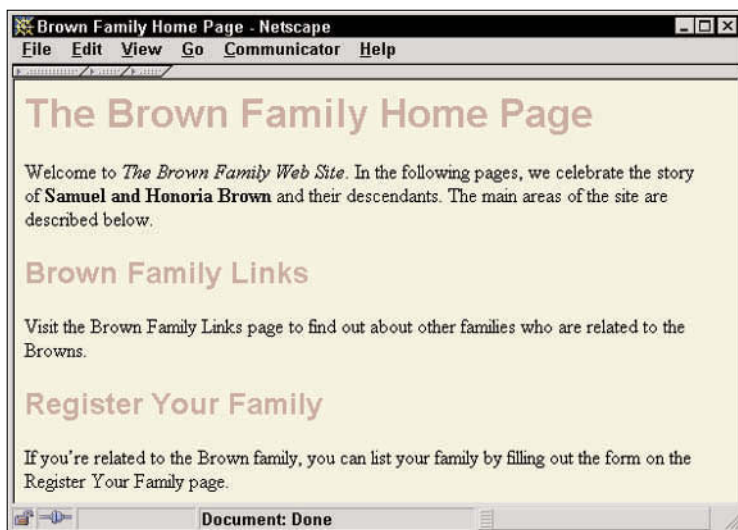 Brown Family Home Page - Netscape
File Edit View Go Communicator Help
The Brown Family Home Page
Welcome to The Brown Family Web Site. In the following pages, we celebrate the story
of Samuel and Honoria Brown and their descendants. The main areas of the site are
described below.
Brown Family Links
Visit the Brown Family Links page to find out about other families who are related to the
Browns.
Register Your Family
If you're related to the Brown family, you can list your family by filling out the form on the
Register Your Family page.
Document: Done